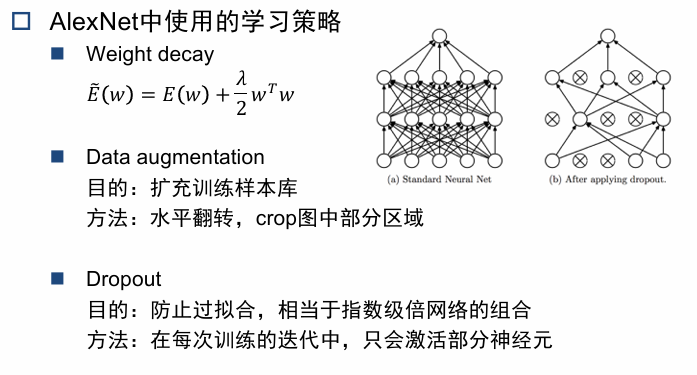 AlexNet中使用的学习策略
Weight decay
Ẽ(w) = E(w) + λ/2 wᵀw
Data augmentation
目的：扩充训练样本库
方法：水平翻转，crop图中部分区域
Dropout
目的：防止过拟合，相当于指数级倍网络的组合
方法：在每次训练的迭代中，只会激活部分神经元
(a) Standard Neural Net
(b) After applying dropout.